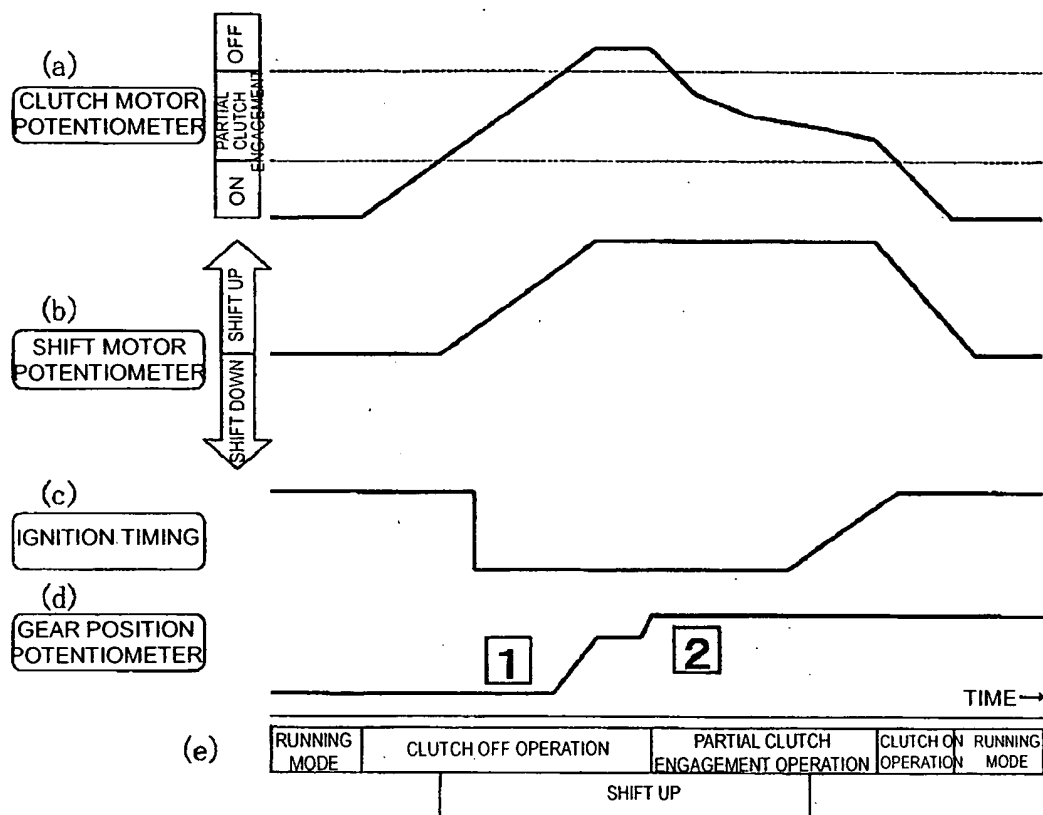 (a)
CLUTCH MOTOR
POTENTIOMETER
OFF
PARTIAL
CLUTCH
ENGAGEMENT
ON
(b)
SHIFT MOTOR
POTENTIOMETER
SHIFT UP
SHIFT DOWN
(c)
IGNITION TIMING
(d)
GEAR POSITION
POTENTIOMETER
1
2
TIME→
(e)
RUNNING
MODE
CLUTCH OFF OPERATION
PARTIAL CLUTCH
ENGAGEMENT OPERATION
CLUTCH ON
OPERATION
RUNNING
MODE
SHIFT UP